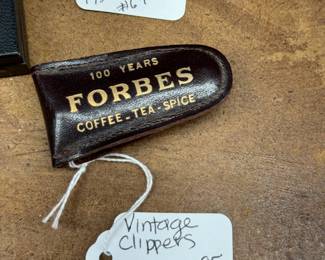 100 YEARS
FORBES
COFFEE - TEA - SPICE
Vintage
Clippers